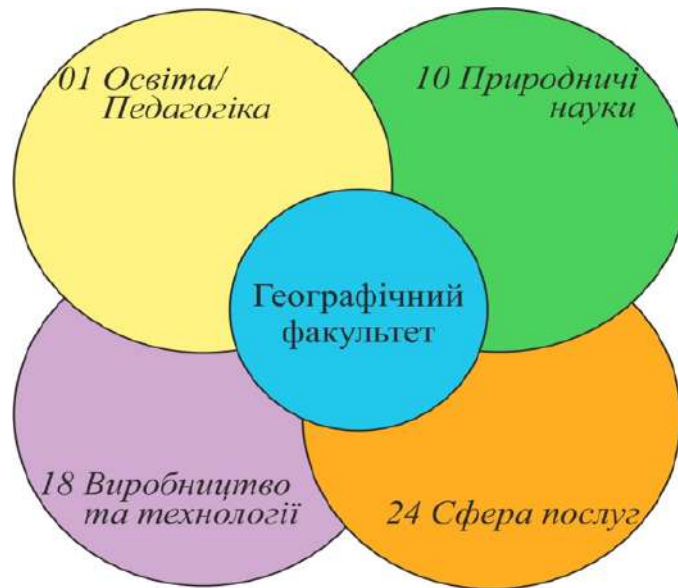 01 Освіта/
Педагогіка
10 Природничі
науки
Географічний
факультет
18 Виробництво
та технології
24 Сфера послуг